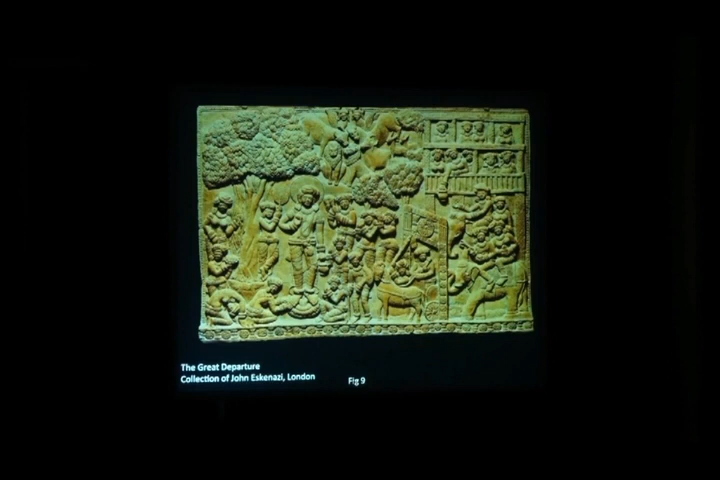 The Great Departure
Collection of John Eskenazi, London
Fig 9